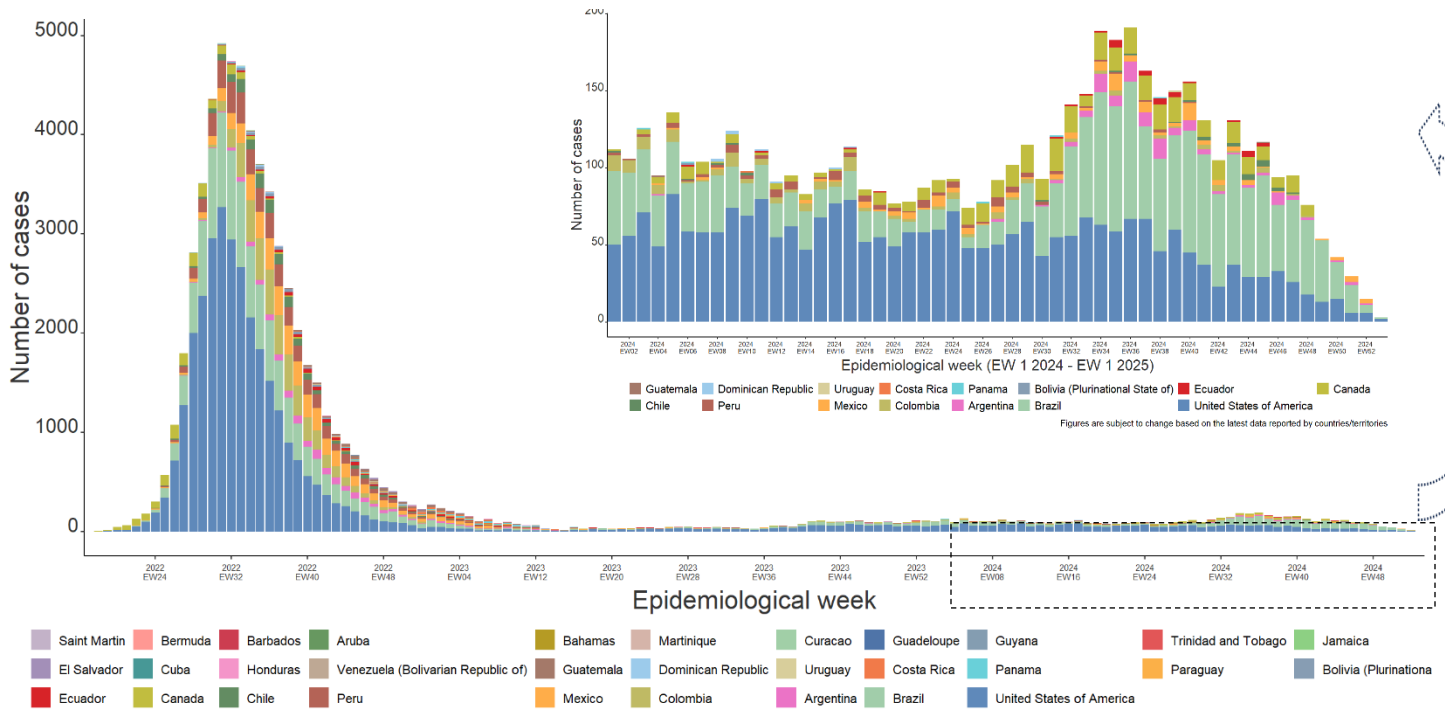 5000
4000
3000
2000
1000
0
Number of cases
2022 EW24
2022 EW32
2022 EW40
2022 EW48
2023 EW04
2023 EW12
2023 EW20
2023 EW28
2023 EW36
2023 EW44
2023 EW52
2024 EW08
2024 EW16
2024 EW24
2024 EW32
2024 EW40
2024 EW48
Epidemiological week
200
150
100
50
0
Number of cases
2024 EW02
2024 EW04
2024 EW06
2024 EW08
2024 EW10
2024 EW12
2024 EW14
2024 EW16
2024 EW18
2024 EW20
2024 EW22
2024 EW24
2024 EW26
2024 EW28
2024 EW30
2024 EW32
2024 EW34
2024 EW36
2024 EW38
2024 EW40
2024 EW42
2024 EW44
2024 EW46
2024 EW48
2024 EW50
2024 EW52
Epidemiological week (EW 1 2024 - EW 1 2025)
Guatemala Dominican Republic Uruguay Costa Rica Panama Bolivia (Plurinational State of) Ecuador Canada
Chile Peru Mexico Colombia Argentina Brazil United States of America
Figures are subject to change based on the latest data reported by countries/territories
Saint Martin Bermuda Barbados Aruba Bahamas Martinique Curacao Guadeloupe Guyana Trinidad and Tobago Jamaica
El Salvador Cuba Honduras Venezuela (Bolivarian Republic of) Guatemala Dominican Republic Uruguay Costa Rica Panama Paraguay Bolivia (Plurinationa
Ecuador Canada Chile Peru Mexico Colombia Argentina Brazil United States of America